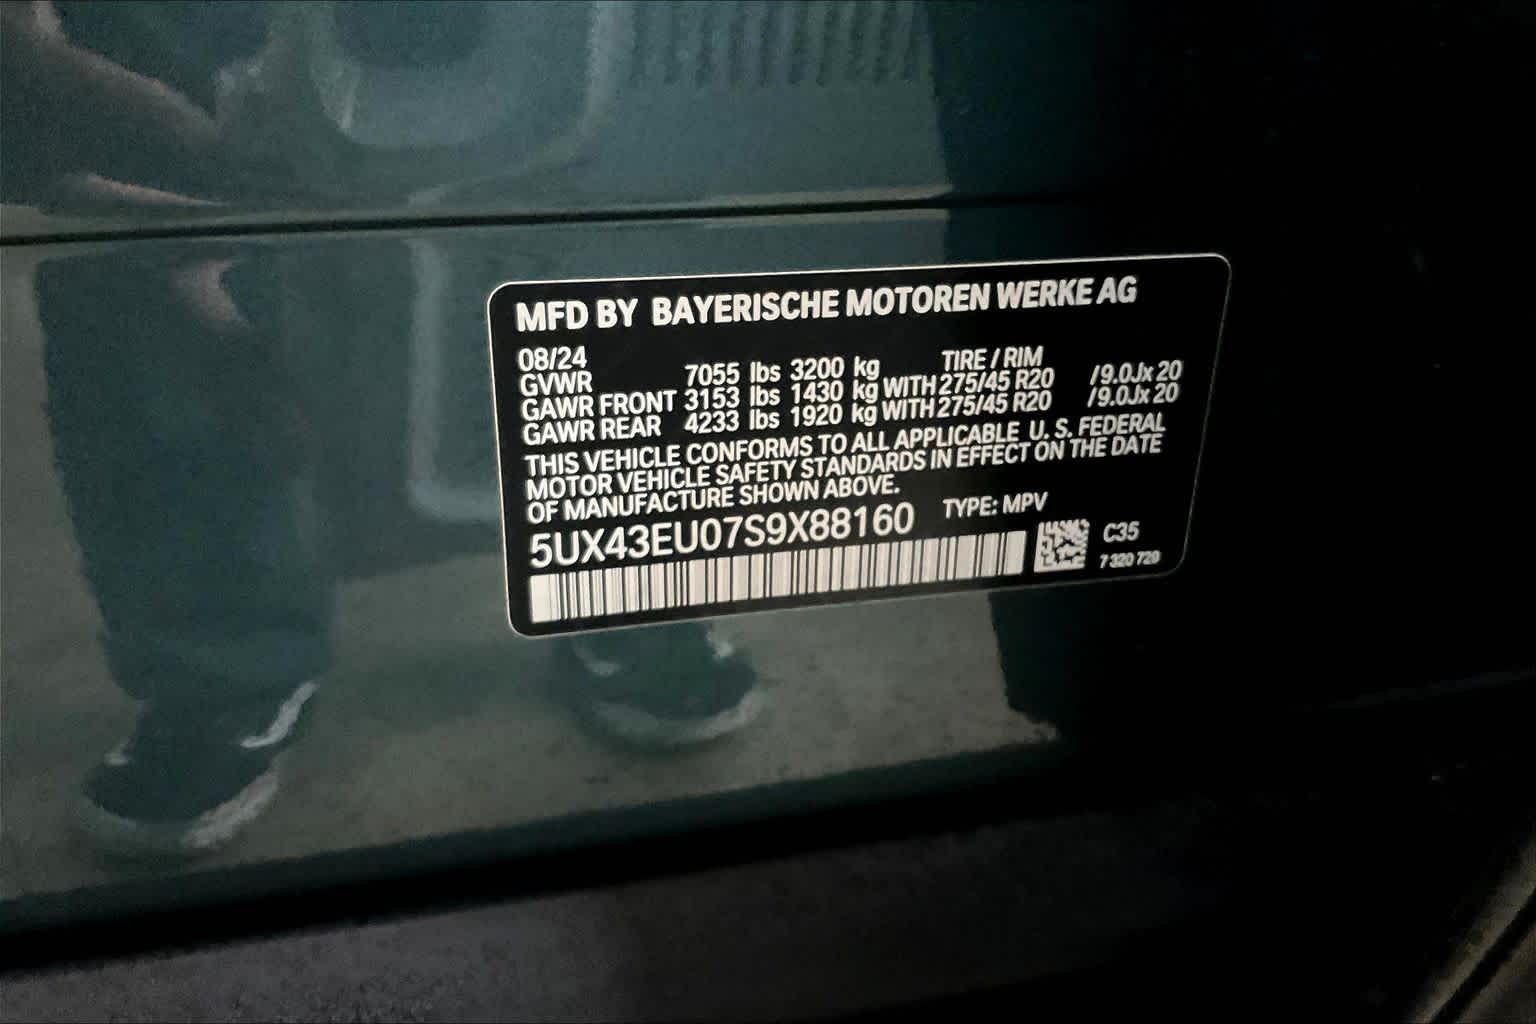 MFD BY BAYERISCHE MOTOREN WERKE AG
08/24 TIRE / RIM
GVWR 7055 lbs 3200 kg
GAWR FRONT 3153 lbs 1430 kg WITH 275/45 R20 /9.0Jx 20
GAWR REAR 4233 lbs 1920 kg WITH 275/45 R20 /9.0Jx 20
THIS VEHICLE CONFORMS TO ALL APPLICABLE U. S. FEDERAL
MOTOR VEHICLE SAFETY STANDARDS IN EFFECT ON THE DATE
OF MANUFACTURE SHOWN ABOVE.
5UX43EU07S9X88160 TYPE: MPV
C35
7 320 729